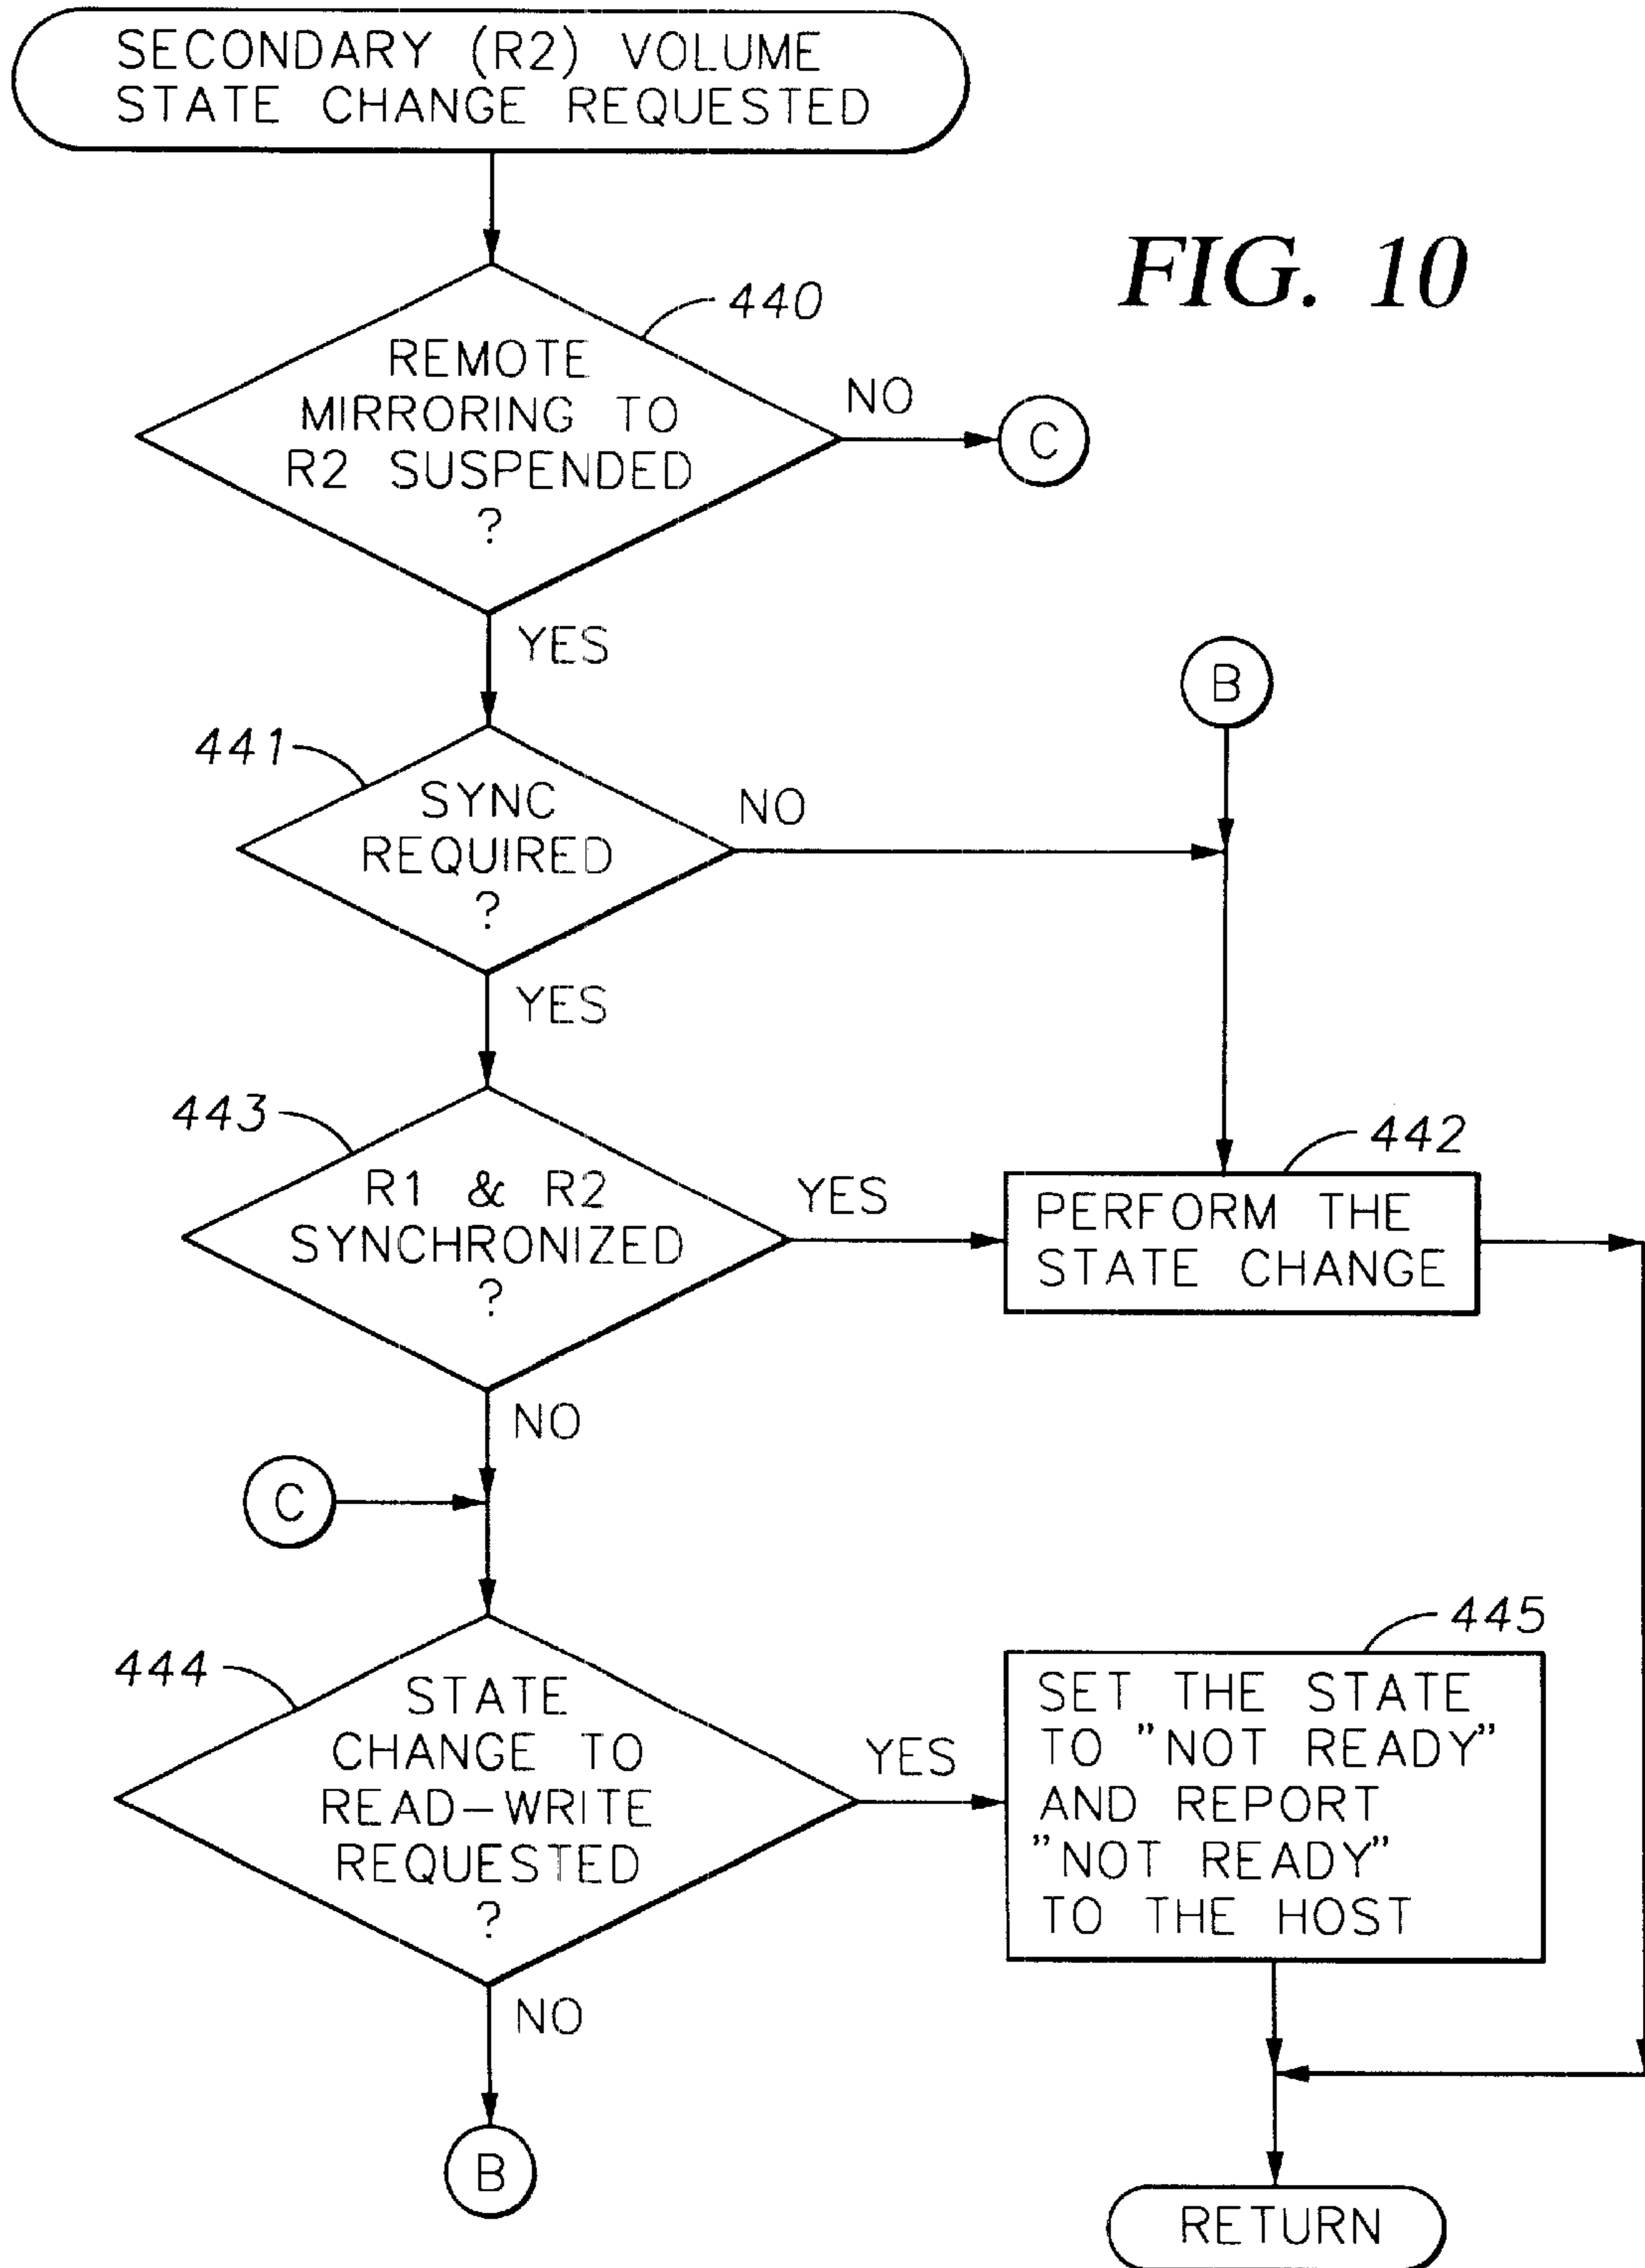 SECONDARY (R2) VOLUME
STATE CHANGE REQUESTED
FIG. 10
440
REMOTE
MIRRORING TO
R2 SUSPENDED
?
NO
C
YES
B
441
SYNC
REQUIRED
?
NO
YES
443
R1 & R2
SYNCHRONIZED
?
YES
442
PERFORM THE
STATE CHANGE
NO
C
444
STATE
CHANGE TO
READ-WRITE
REQUESTED
?
YES
445
SET THE STATE
TO "NOT READY"
AND REPORT
"NOT READY"
TO THE HOST
NO
B
RETURN